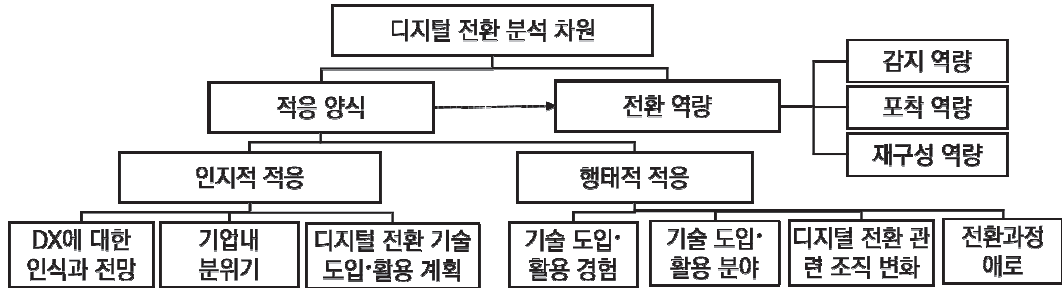 디지털 전환 분석 차원
적응 양식
전환 역량
감지 역량
포착 역량
재구성 역량
인지적 적응
행태적 적응
DX에 대한
인식과 전망
기압내
분위기
디지털 전환 기술
도입·활용 계획
기술 도입·
활용 경험
기술 도입·
활용 분야
디지털 전환 관
련 조직 변화
전환과정
애로